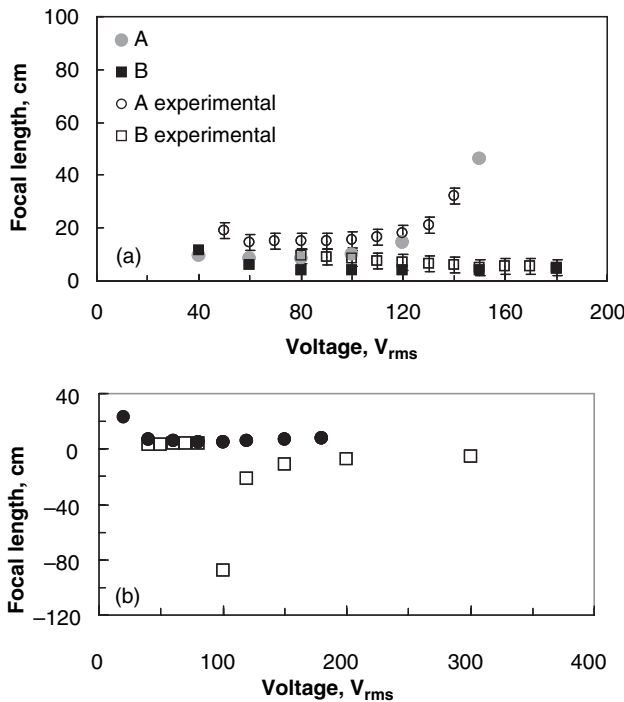 100
80
60
40
20
0
Focal length, cm
A
B
A experimental
B experimental
(a)
0 40 80 120 160 200
Voltage, Vrms
40
0
−40
−80
−120
Focal length, cm
(b)
0 100 200 300 400
Voltage, Vrms